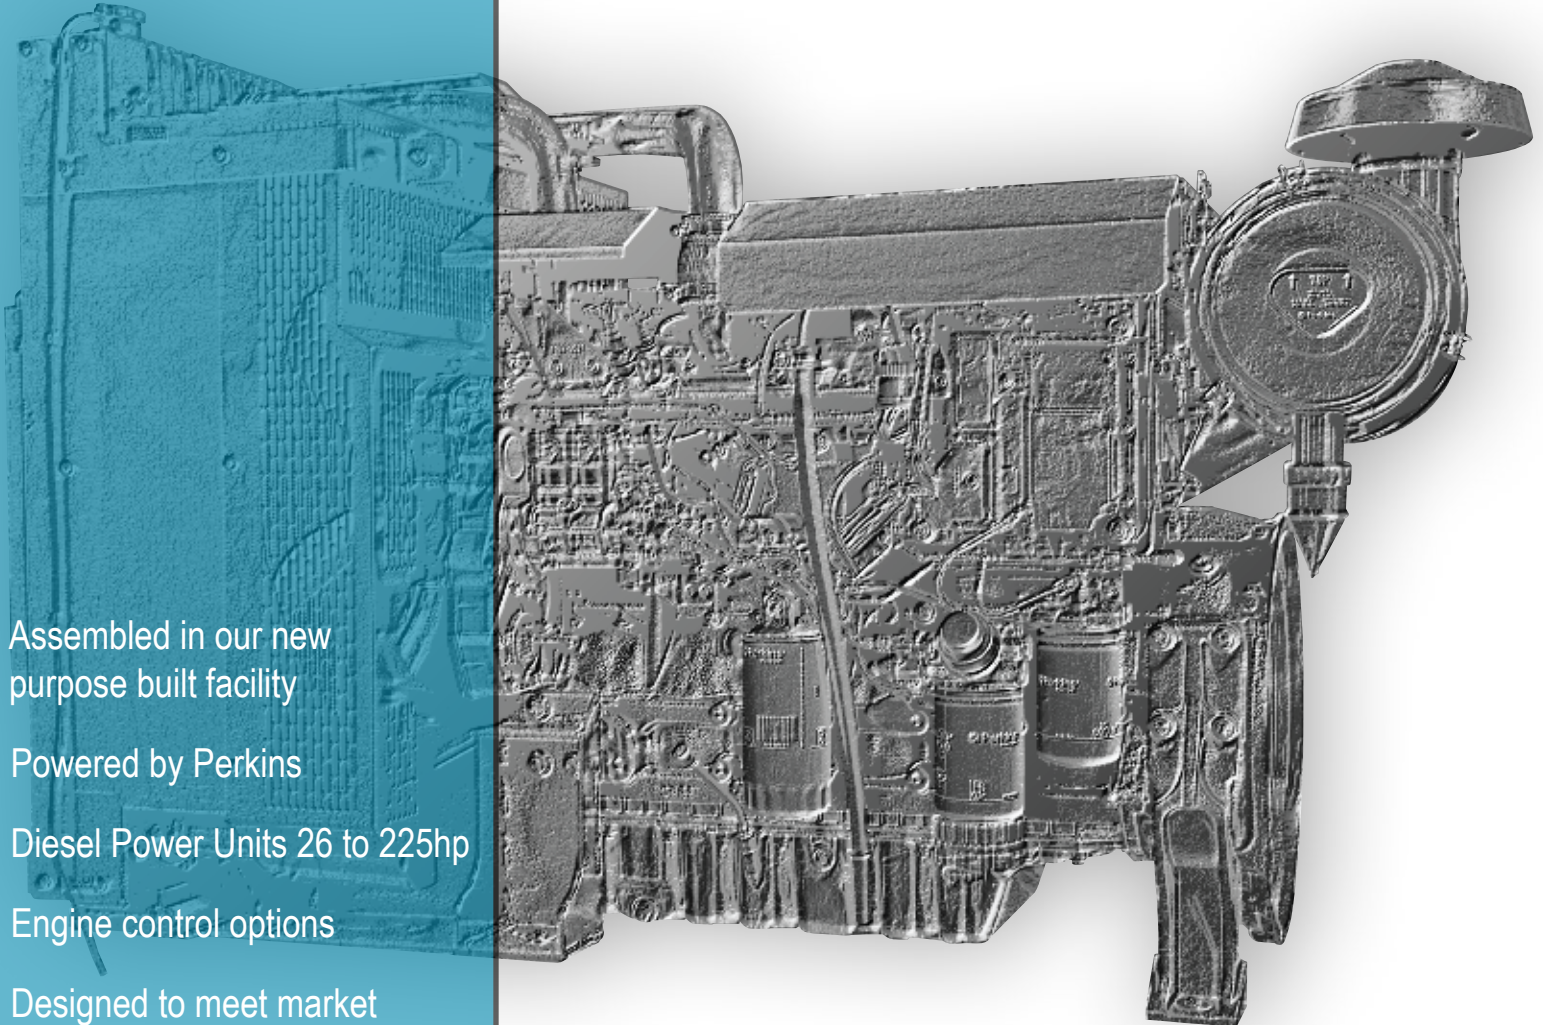 Assembled in our new
purpose built facility
Powered by Perkins
Diesel Power Units 26 to 225hp
Engine control options
Designed to meet market